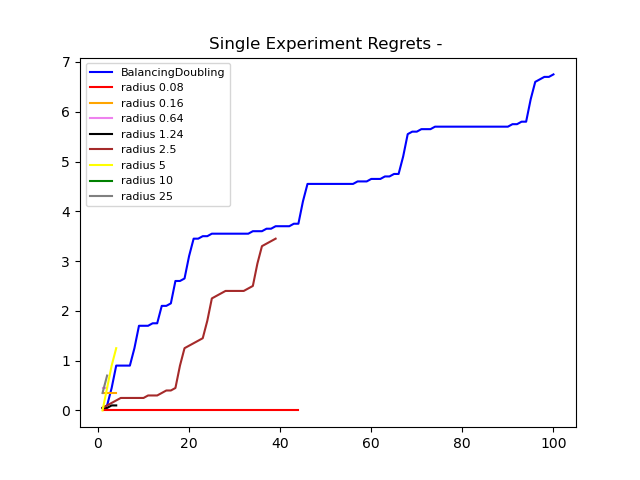 Single Experiment Regrets -
7
6
5
4
3
2
1
0
BalancingDoubling
radius 0.08
radius 0.16
radius 0.64
radius 1.24
radius 2.5
radius 5
radius 10
radius 25
0 20 40 60 80 100